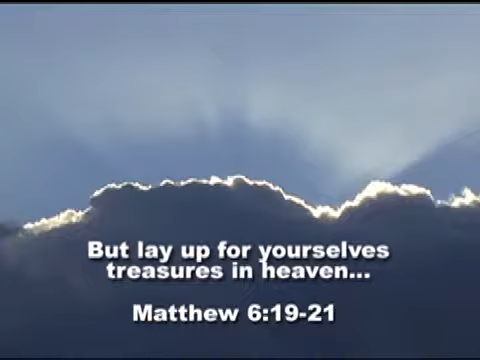 But lay up for yourselves
treasures in heaven...
Matthew 6:19-21